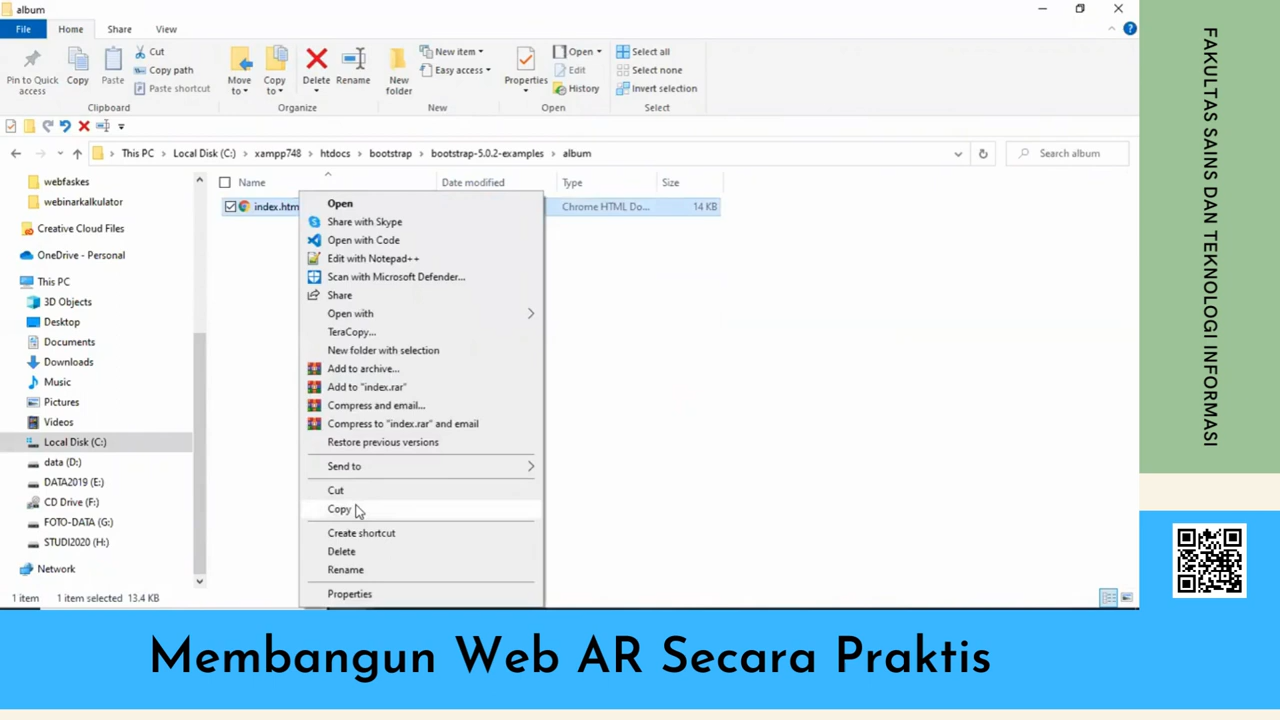 album
File
Home
Share
View
Pin to Quick access
Copy
Paste
Cut
Copy path
Paste shortcut
Clipboard
Move to
Copy to
Delete
Rename
Organize
New folder
New item
Easy access
New
Properties
Open
Edit
History
Open
Select all
Select none
Invert selection
Select
This PC
Local Disk (C:)
xampp748
htdocs
bootstrap
bootstrap-5.0.2-examples
album
Search album
webfaskes
webinarkalkulator
Creative Cloud Files
OneDrive - Personal
This PC
3D Objects
Desktop
Documents
Downloads
Music
Pictures
Videos
Local Disk (C:)
data (D:)
DATA2019 (E:)
CD Drive (F:)
FOTO-DATA (G:)
STUDI2020 (H:)
Network
Name
Date modified
Type
Size
index.htm
Chrome HTML Do...
14 KB
Open
Share with Skype
Open with Code
Edit with Notepad++
Scan with Microsoft Defender...
Share
Open with
TeraCopy...
New folder with selection
Add to archive...
Add to "index.rar"
Compress and email...
Compress to "index.rar" and email
Restore previous versions
Send to
Cut
Copy
Create shortcut
Delete
Rename
Properties
1 item
1 item selected 13.4 KB
FAKULTAS SAINS DAN TEKNOLOGI INFORMASI
Membangun Web AR Secara Praktis